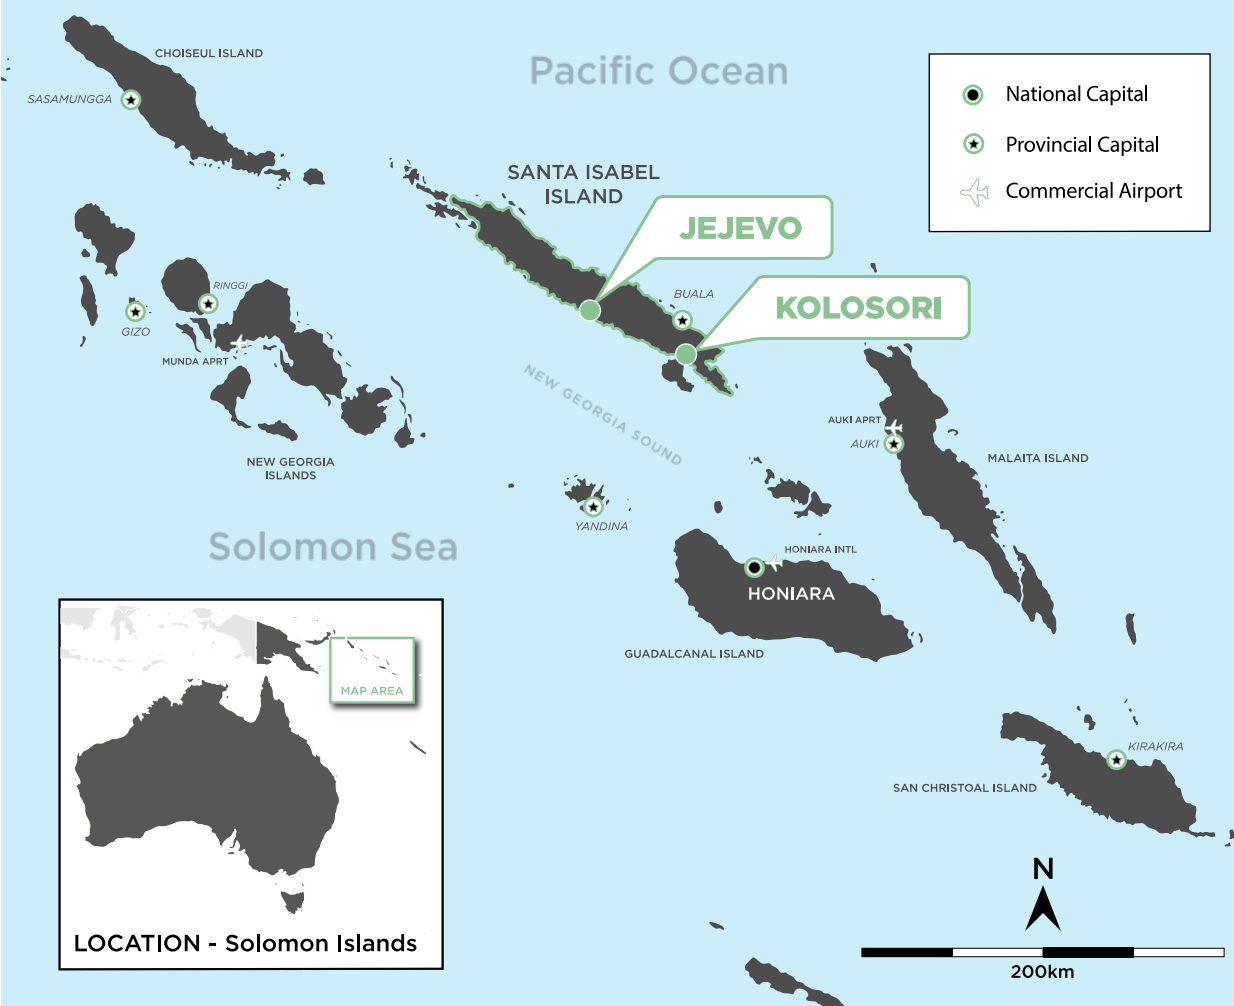 CHOISEUL ISLAND
Pacific Ocean
National Capital
SASAMUNGGA
Provincial Capital
SANTA ISABEL
ISLAND
Commercial Airport
JEJEVO
RINGGI
BUALA
KOLOSORI
GIZO
MUNDA APRT
NEW GEORGIA SOUND
AUKI APRT
AUKI
MALAITA ISLAND
NEW GEORGIA
ISLANDS
YANDINA
Solomon Sea
HONIARA INTL
HONIARA
GUADALCANAL ISLAND
MAP AREA
KIRAKIRA
SAN CHRISTOAL ISLAND
N
LOCATION - Solomon Islands
200km